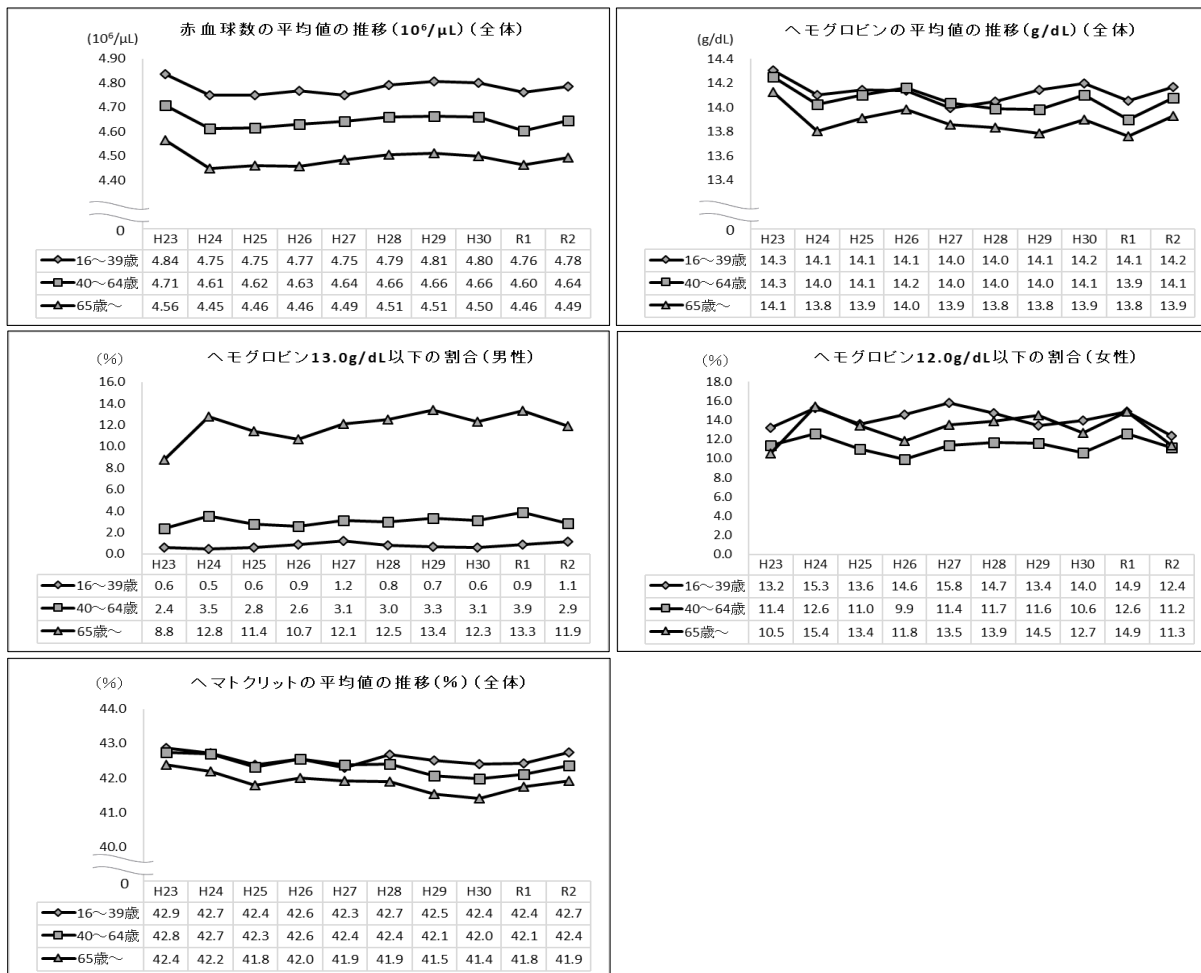 赤血球数の平均値の推移(10⁶/μL)(全体)
(10⁶/μL)
4.90
4.80
4.70
4.60
4.50
4.40
0
H23 H24 H25 H26 H27 H28 H29 H30 R1 R2
16～39歳 4.84 4.75 4.75 4.77 4.75 4.79 4.81 4.80 4.76 4.78
40～64歳 4.71 4.61 4.62 4.63 4.64 4.66 4.66 4.66 4.60 4.64
65歳～ 4.56 4.45 4.46 4.46 4.49 4.51 4.51 4.50 4.46 4.49
ヘモグロビンの平均値の推移(g/dL)(全体)
(g/dL)
14.4
14.2
14.0
13.8
13.6
13.4
0
H23 H24 H25 H26 H27 H28 H29 H30 R1 R2
16～39歳 14.3 14.1 14.1 14.1 14.0 14.0 14.1 14.2 14.1 14.2
40～64歳 14.3 14.0 14.1 14.2 14.0 14.0 14.0 14.1 13.9 14.1
65歳～ 14.1 13.8 13.9 14.0 13.9 13.8 13.8 13.9 13.8 13.9
ヘモグロビン13.0g/dL以下の割合(男性)
(%)
16.0
14.0
12.0
10.0
8.0
6.0
4.0
2.0
0.0
H23 H24 H25 H26 H27 H28 H29 H30 R1 R2
16～39歳 0.6 0.5 0.6 0.9 1.2 0.8 0.7 0.6 0.9 1.1
40～64歳 2.4 3.5 2.8 2.6 3.1 3.0 3.3 3.1 3.9 2.9
65歳～ 8.8 12.8 11.4 10.7 12.1 12.5 13.4 12.3 13.3 11.9
ヘモグロビン12.0g/dL以下の割合(女性)
(%)
18.0
16.0
14.0
12.0
10.0
8.0
6.0
4.0
2.0
0.0
H23 H24 H25 H26 H27 H28 H29 H30 R1 R2
16～39歳 13.2 15.3 13.6 14.6 15.8 14.7 13.4 14.0 14.9 12.4
40～64歳 11.4 12.6 11.0 9.9 11.4 11.7 11.6 10.6 12.6 11.2
65歳～ 10.5 15.4 13.4 11.8 13.5 13.9 14.5 12.7 14.9 11.3
ヘマトクリットの平均値の推移(%)(全体)
(%)
44.0
43.0
42.0
41.0
40.0
0
H23 H24 H25 H26 H27 H28 H29 H30 R1 R2
16～39歳 42.9 42.7 42.4 42.6 42.3 42.7 42.5 42.4 42.4 42.7
40～64歳 42.8 42.7 42.3 42.6 42.4 42.4 42.1 42.0 42.1 42.4
65歳～ 42.4 42.2 41.8 42.0 41.9 41.9 41.5 41.4 41.8 41.9